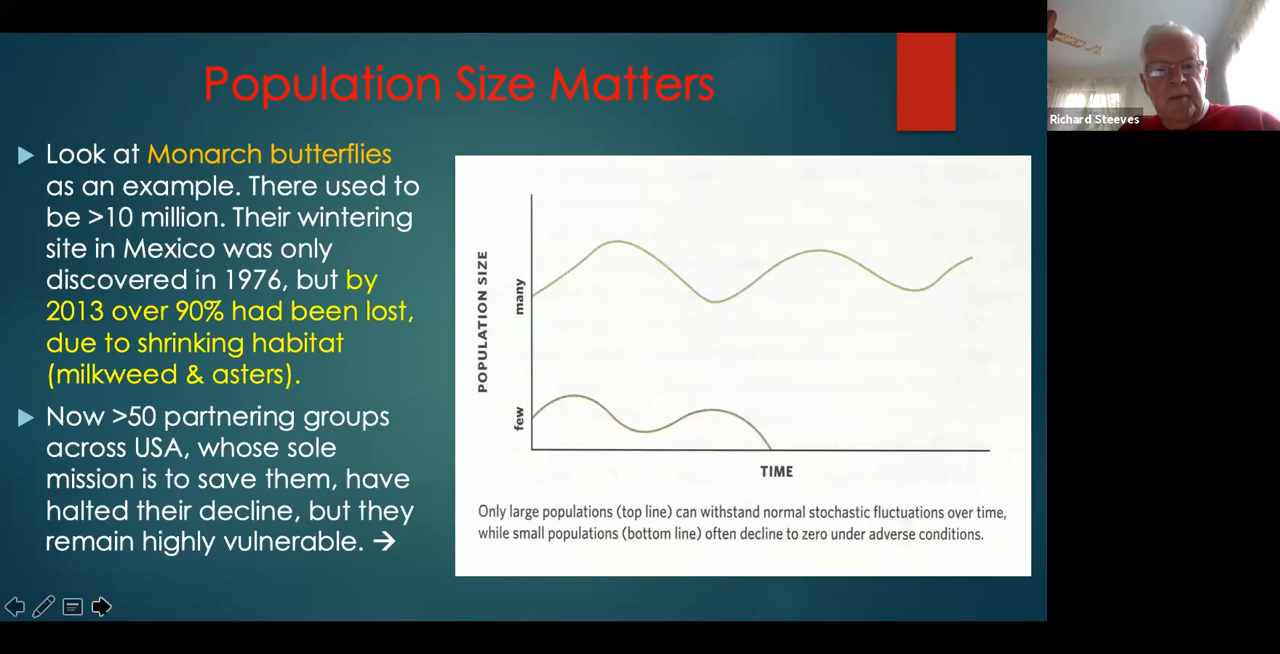 Population Size Matters
Richard Steeves
Look at Monarch butterflies
as an example. There used to
be >10 million. Their wintering
site in Mexico was only
discovered in 1976, but by
2013 over 90% had been lost,
due to shrinking habitat
(milkweed & asters).
Now >50 partnering groups
across USA, whose sole
mission is to save them, have
halted their decline, but they
remain highly vulnerable. →
POPULATION SIZE
many
few
TIME
Only large populations (top line) can withstand normal stochastic fluctuations over time,
while small populations (bottom line) often decline to zero under adverse conditions.